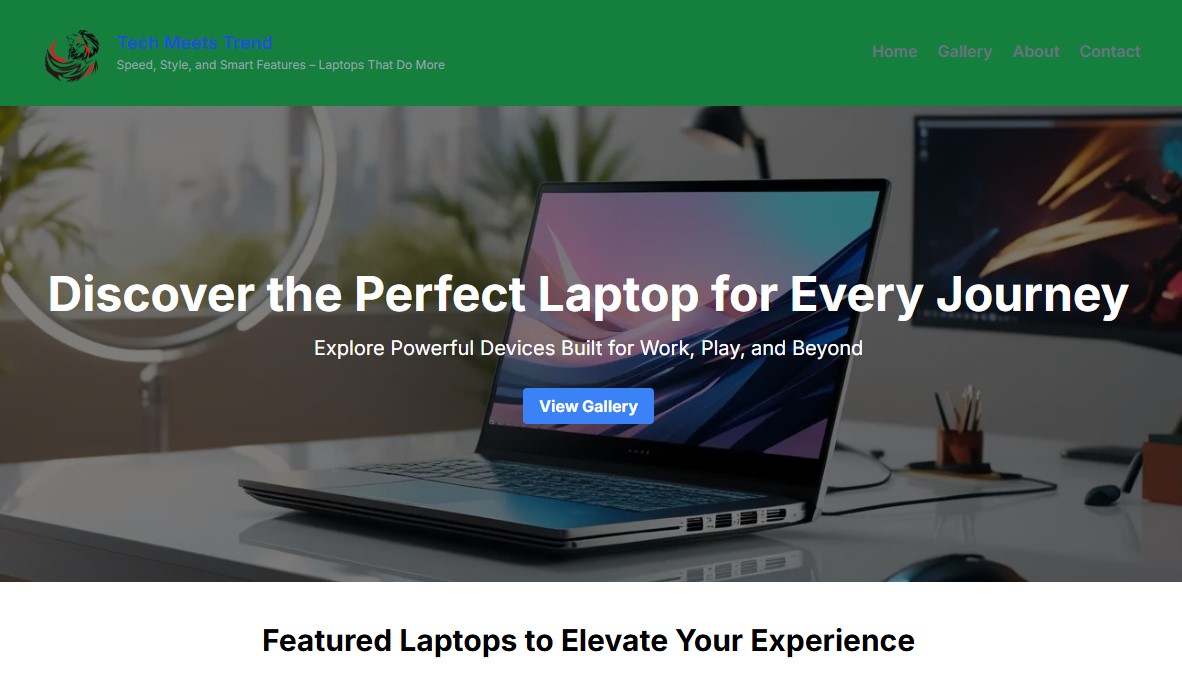 Tech Meets Trend
Speed, Style, and Smart Features – Laptops That Do More
Home Gallery About Contact
Discover the Perfect Laptop for Every Journey
Explore Powerful Devices Built for Work, Play, and Beyond
View Gallery
Featured Laptops to Elevate Your Experience